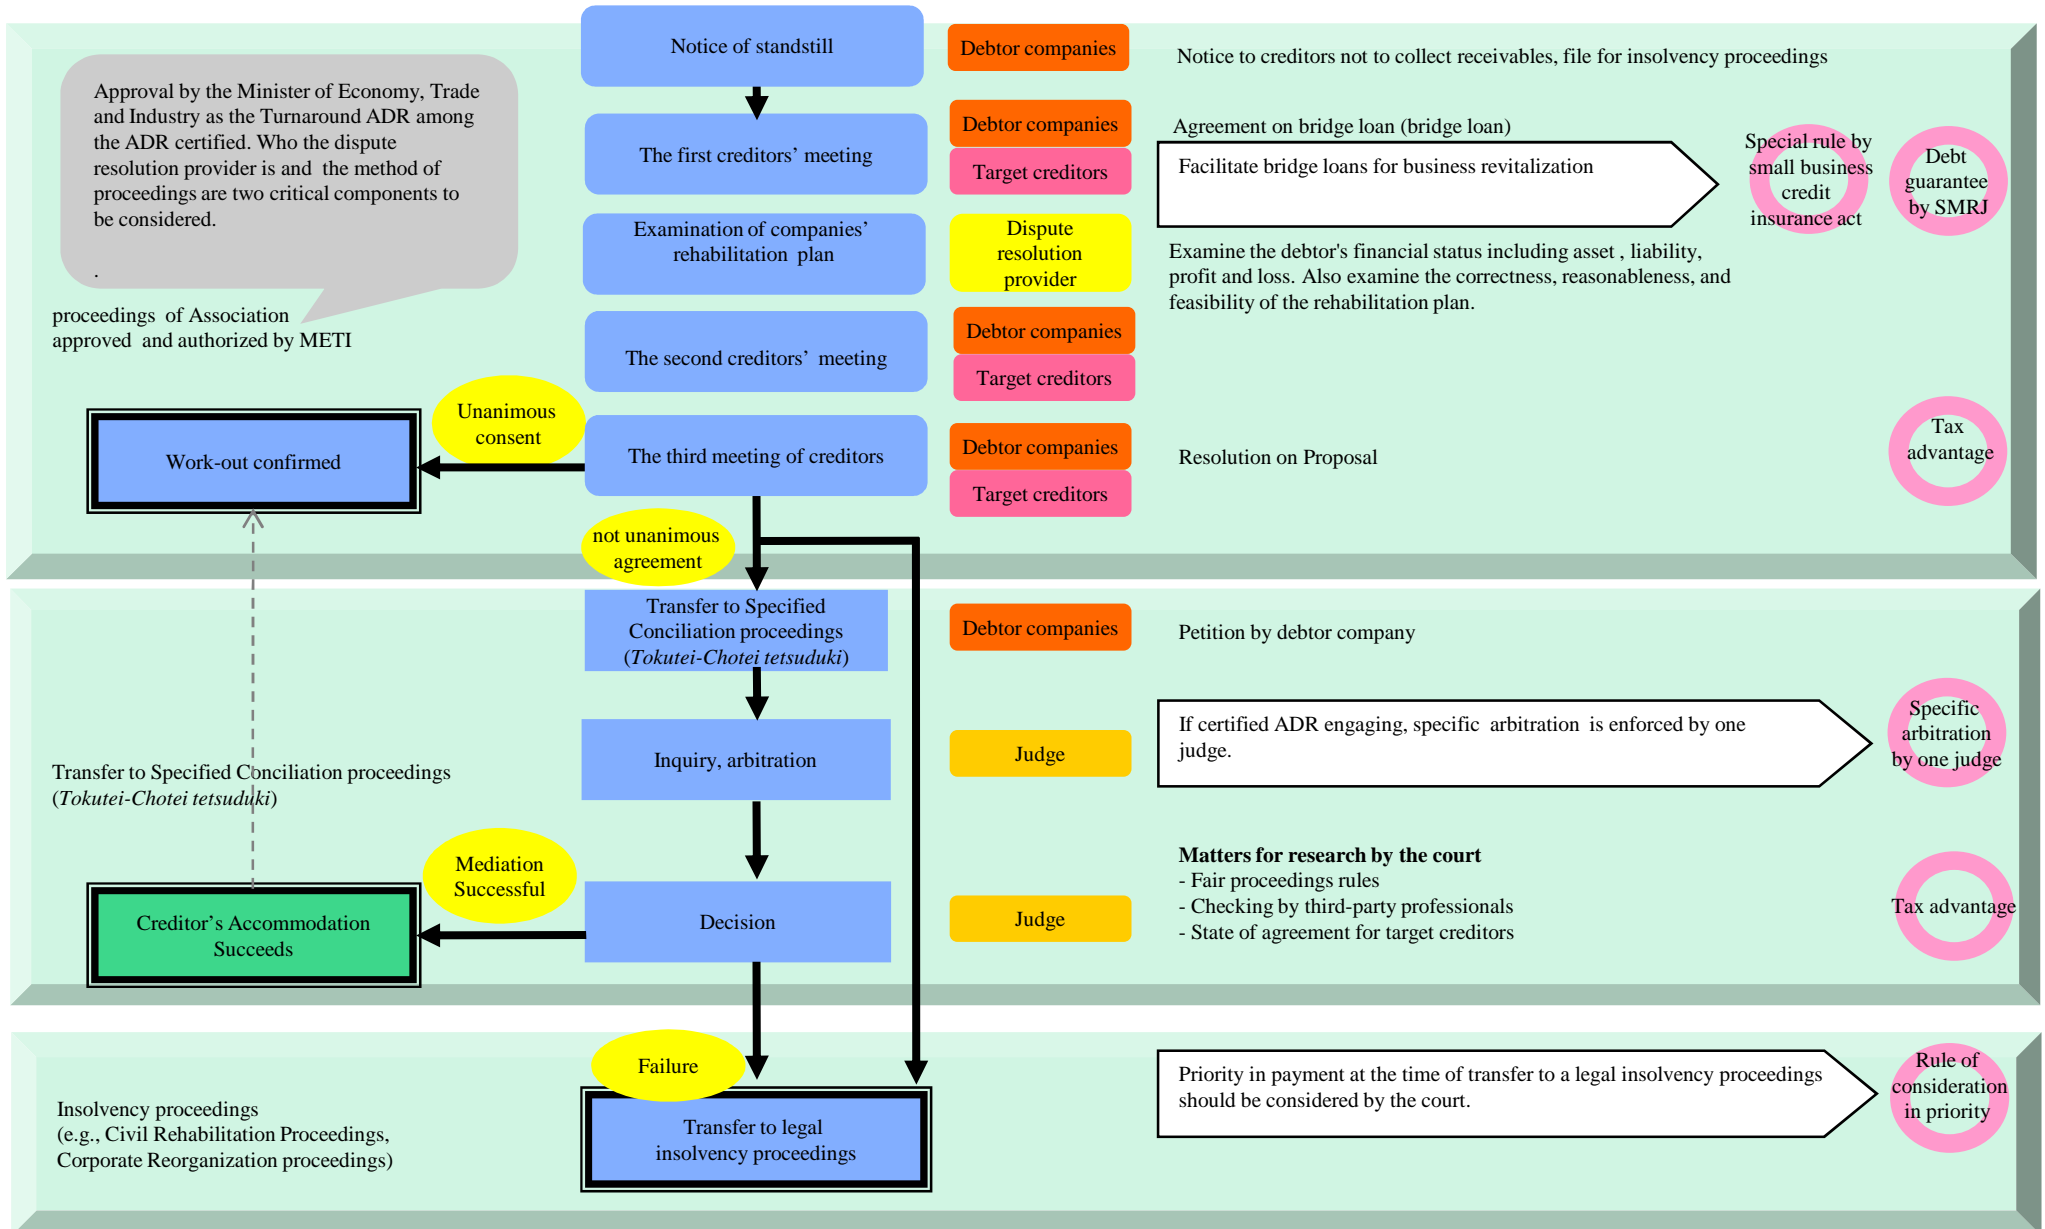 Notice of standstill
Debtor companies
Notice to creditors not to collect receivables, file for insolvency proceedings
Approval by the Minister of Economy, Trade
and Industry as the Turnaround ADR among
the ADR certified. Who the dispute
resolution provider is and the method of
proceedings are two critical components to
be considered.
.
proceedings of Association
approved and authorized by METI
The first creditors' meeting
Debtor companies
Target creditors
Agreement on bridge loan (bridge loan)
Facilitate bridge loans for business revitalization
Special rule by
small business
credit
insurance act
Debt
guarantee
by SMRJ
Examination of companies'
rehabilitation plan
Dispute
resolution
provider
Examine the debtor's financial status including asset , liability,
profit and loss. Also examine the correctness, reasonableness, and
feasibility of the rehabilitation plan.
The second creditors' meeting
Debtor companies
Target creditors
Unanimous
consent
Work-out confirmed
The third meeting of creditors
Debtor companies
Target creditors
Resolution on Proposal
Tax
advantage
not unanimous
agreement
Transfer to Specified
Conciliation proceedings
(Tokutei-Chotei tetsuduki)
Debtor companies
Petition by debtor company
Inquiry, arbitration
Judge
If certified ADR engaging, specific arbitration is enforced by one
judge.
Specific
arbitration
by one judge
Transfer to Specified Conciliation proceedings
(Tokutei-Chotei tetsuduki)
Mediation
Successful
Creditor's Accommodation
Succeeds
Decision
Judge
Matters for research by the court
- Fair proceedings rules
- Checking by third-party professionals
- State of agreement for target creditors
Tax advantage
Failure
Insolvency proceedings
(e.g., Civil Rehabilitation Proceedings,
Corporate Reorganization proceedings)
Transfer to legal
insolvency proceedings
Priority in payment at the time of transfer to a legal insolvency proceedings
should be considered by the court.
Rule of
consideration
in priority